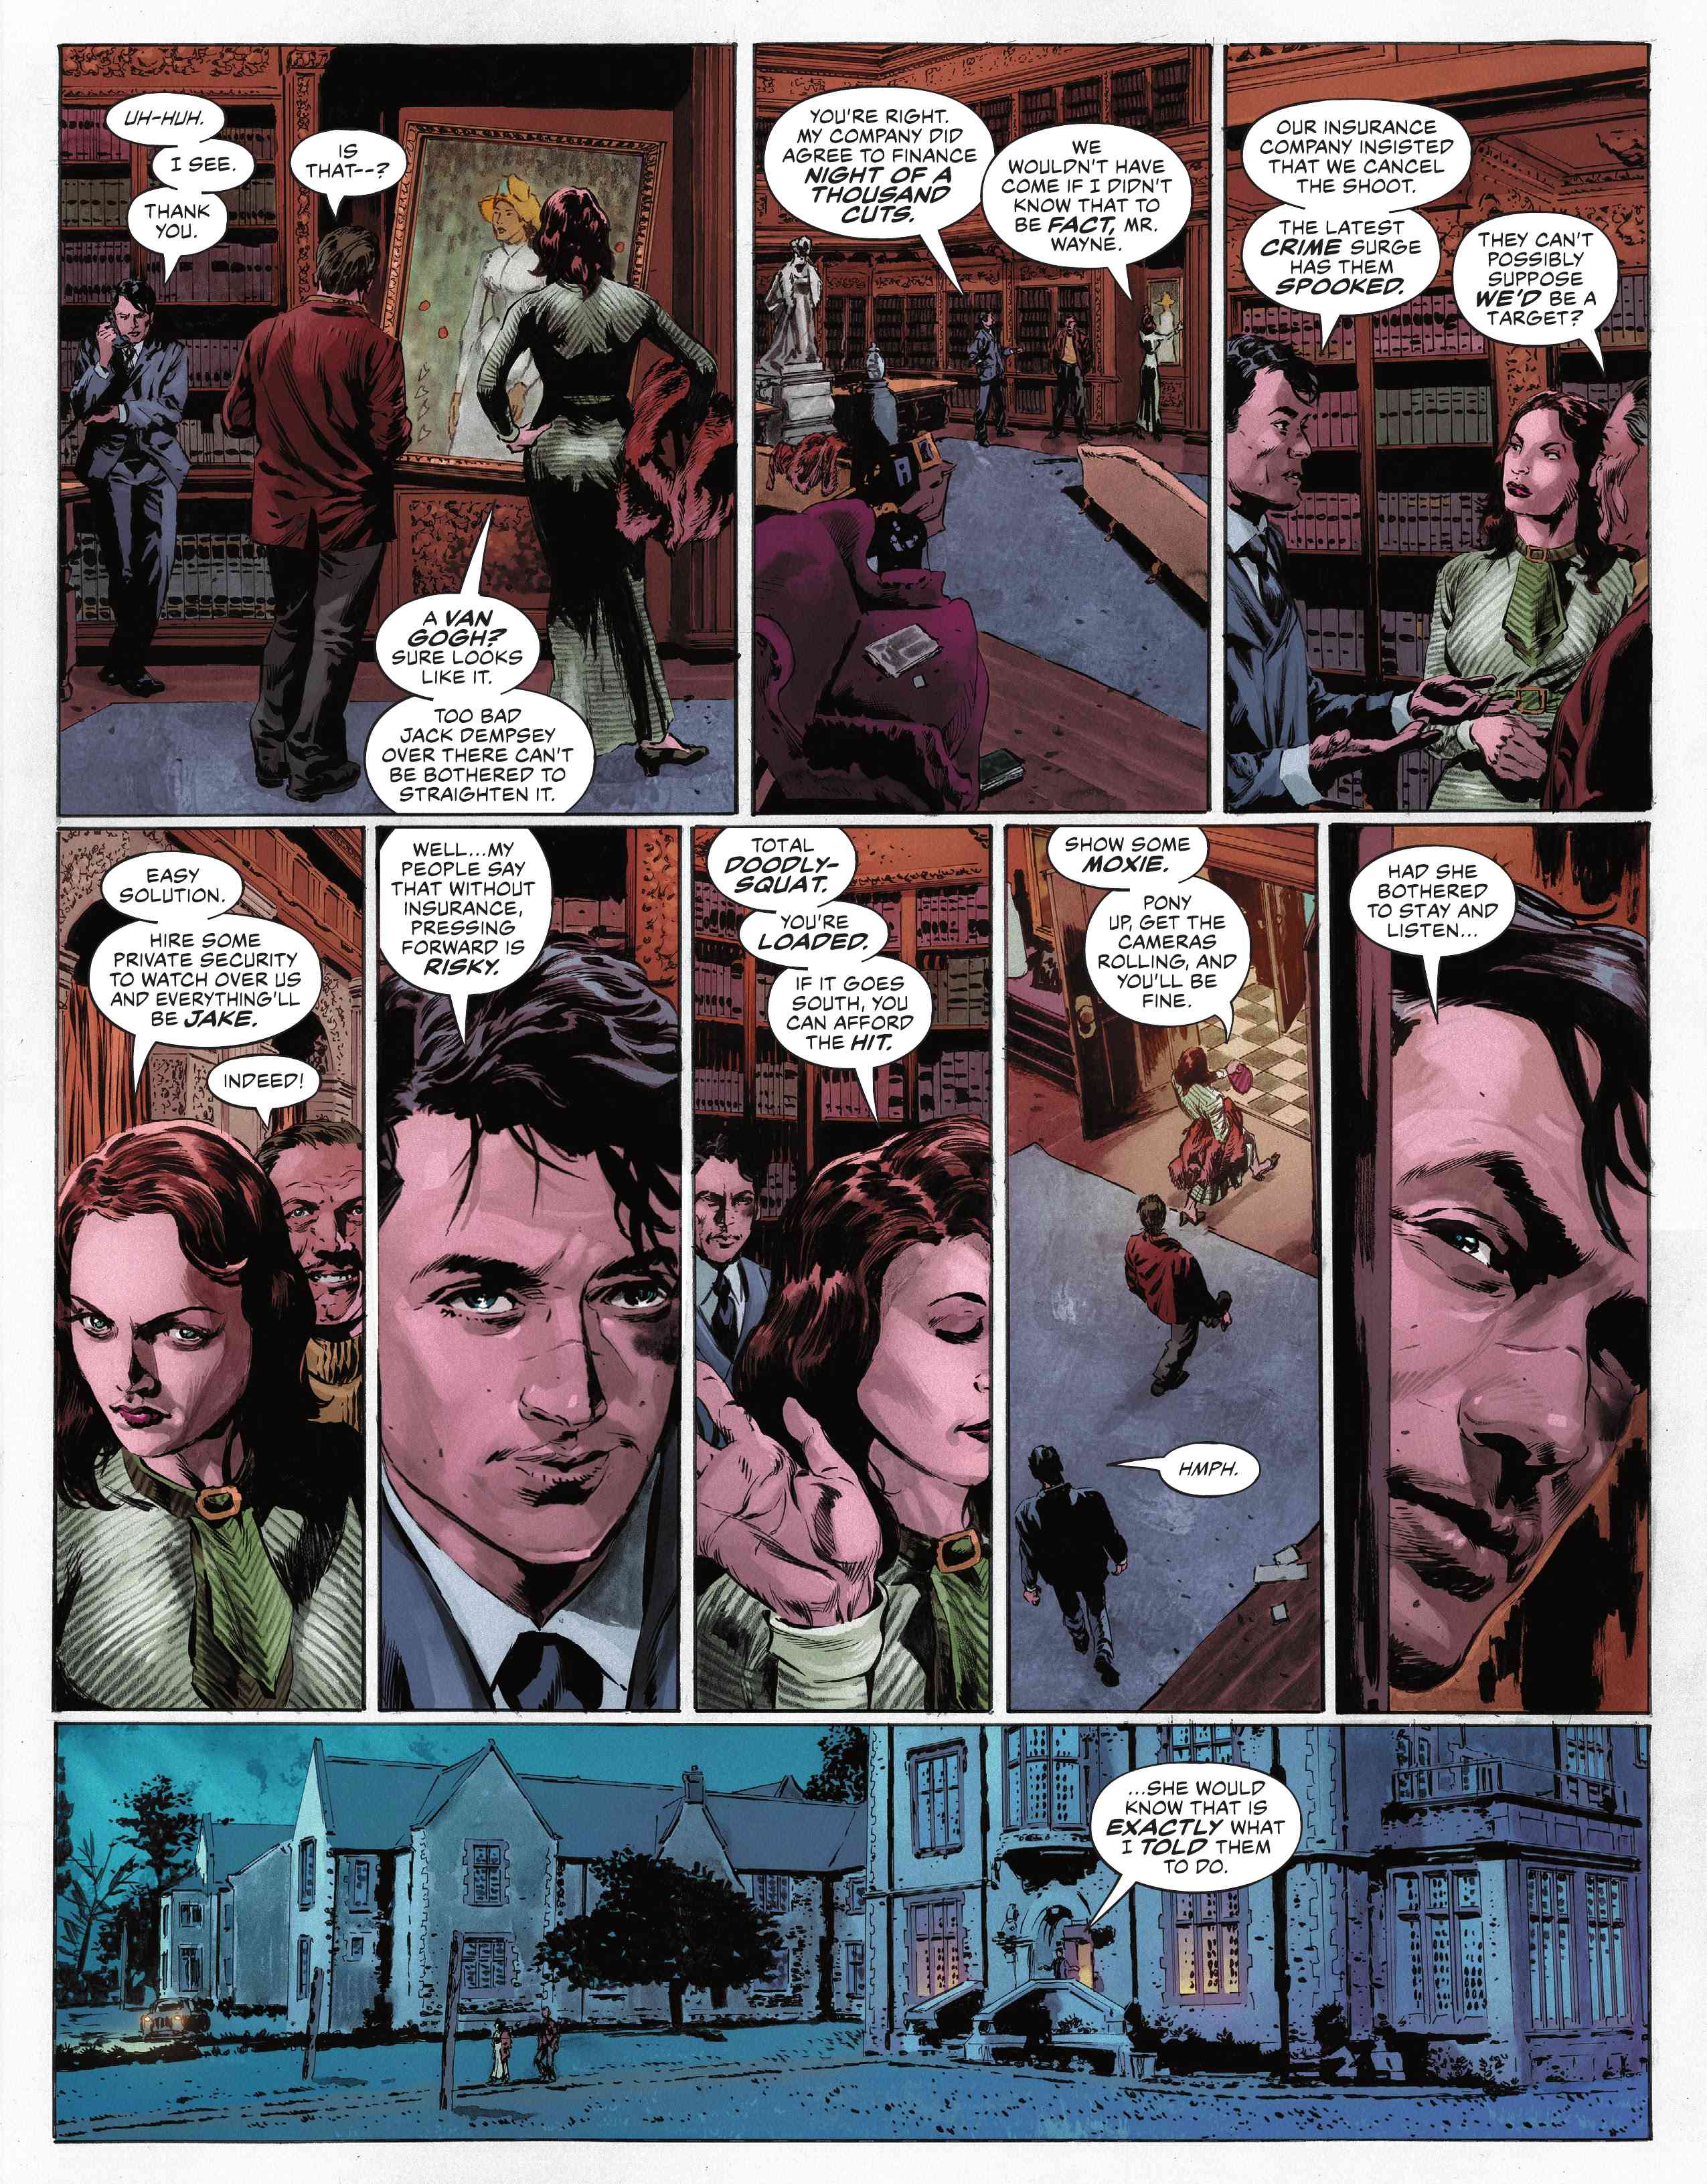 UH-HUH.
I SEE.
THANK
YOU.
IS
THAT--?
A VAN
GOGH?
SURE LOOKS
LIKE IT.
TOO BAD
JACK DEMPSEY
OVER THERE CAN'T
BE BOTHERED TO
STRAIGHTEN IT.
YOU'RE RIGHT.
MY COMPANY DID
AGREE TO FINANCE
NIGHT OF A
THOUSAND
CUTS.
WE
WOULDN'T HAVE
COME IF I DIDN'T
KNOW THAT TO
BE FACT, MR.
WAYNE.
OUR INSURANCE
COMPANY INSISTED
THAT WE CANCEL
THE SHOOT.
THE LATEST
CRIME SURGE
HAS THEM
SPOOKED.
THEY CAN'T
POSSIBLY
SUPPOSE
WE'D BE A
TARGET?
EASY
SOLUTION.
HIRE SOME
PRIVATE SECURITY
TO WATCH OVER US
AND EVERYTHING'LL
BE JAKE.
INDEED!
WELL...MY
PEOPLE SAY
THAT WITHOUT
INSURANCE,
PRESSING
FORWARD IS
RISKY.
TOTAL
DOODLY-
SQUAT.
YOU'RE
LOADED.
IF IT GOES
SOUTH, YOU
CAN AFFORD
THE HIT.
SHOW SOME
MOXIE.
PONY
UP, GET THE
CAMERAS
ROLLING, AND
YOU'LL BE
FINE.
HMPH.
HAD SHE
BOTHERED
TO STAY AND
LISTEN...
...SHE WOULD
KNOW THAT IS
EXACTLY WHAT
I TOLD THEM
TO DO.